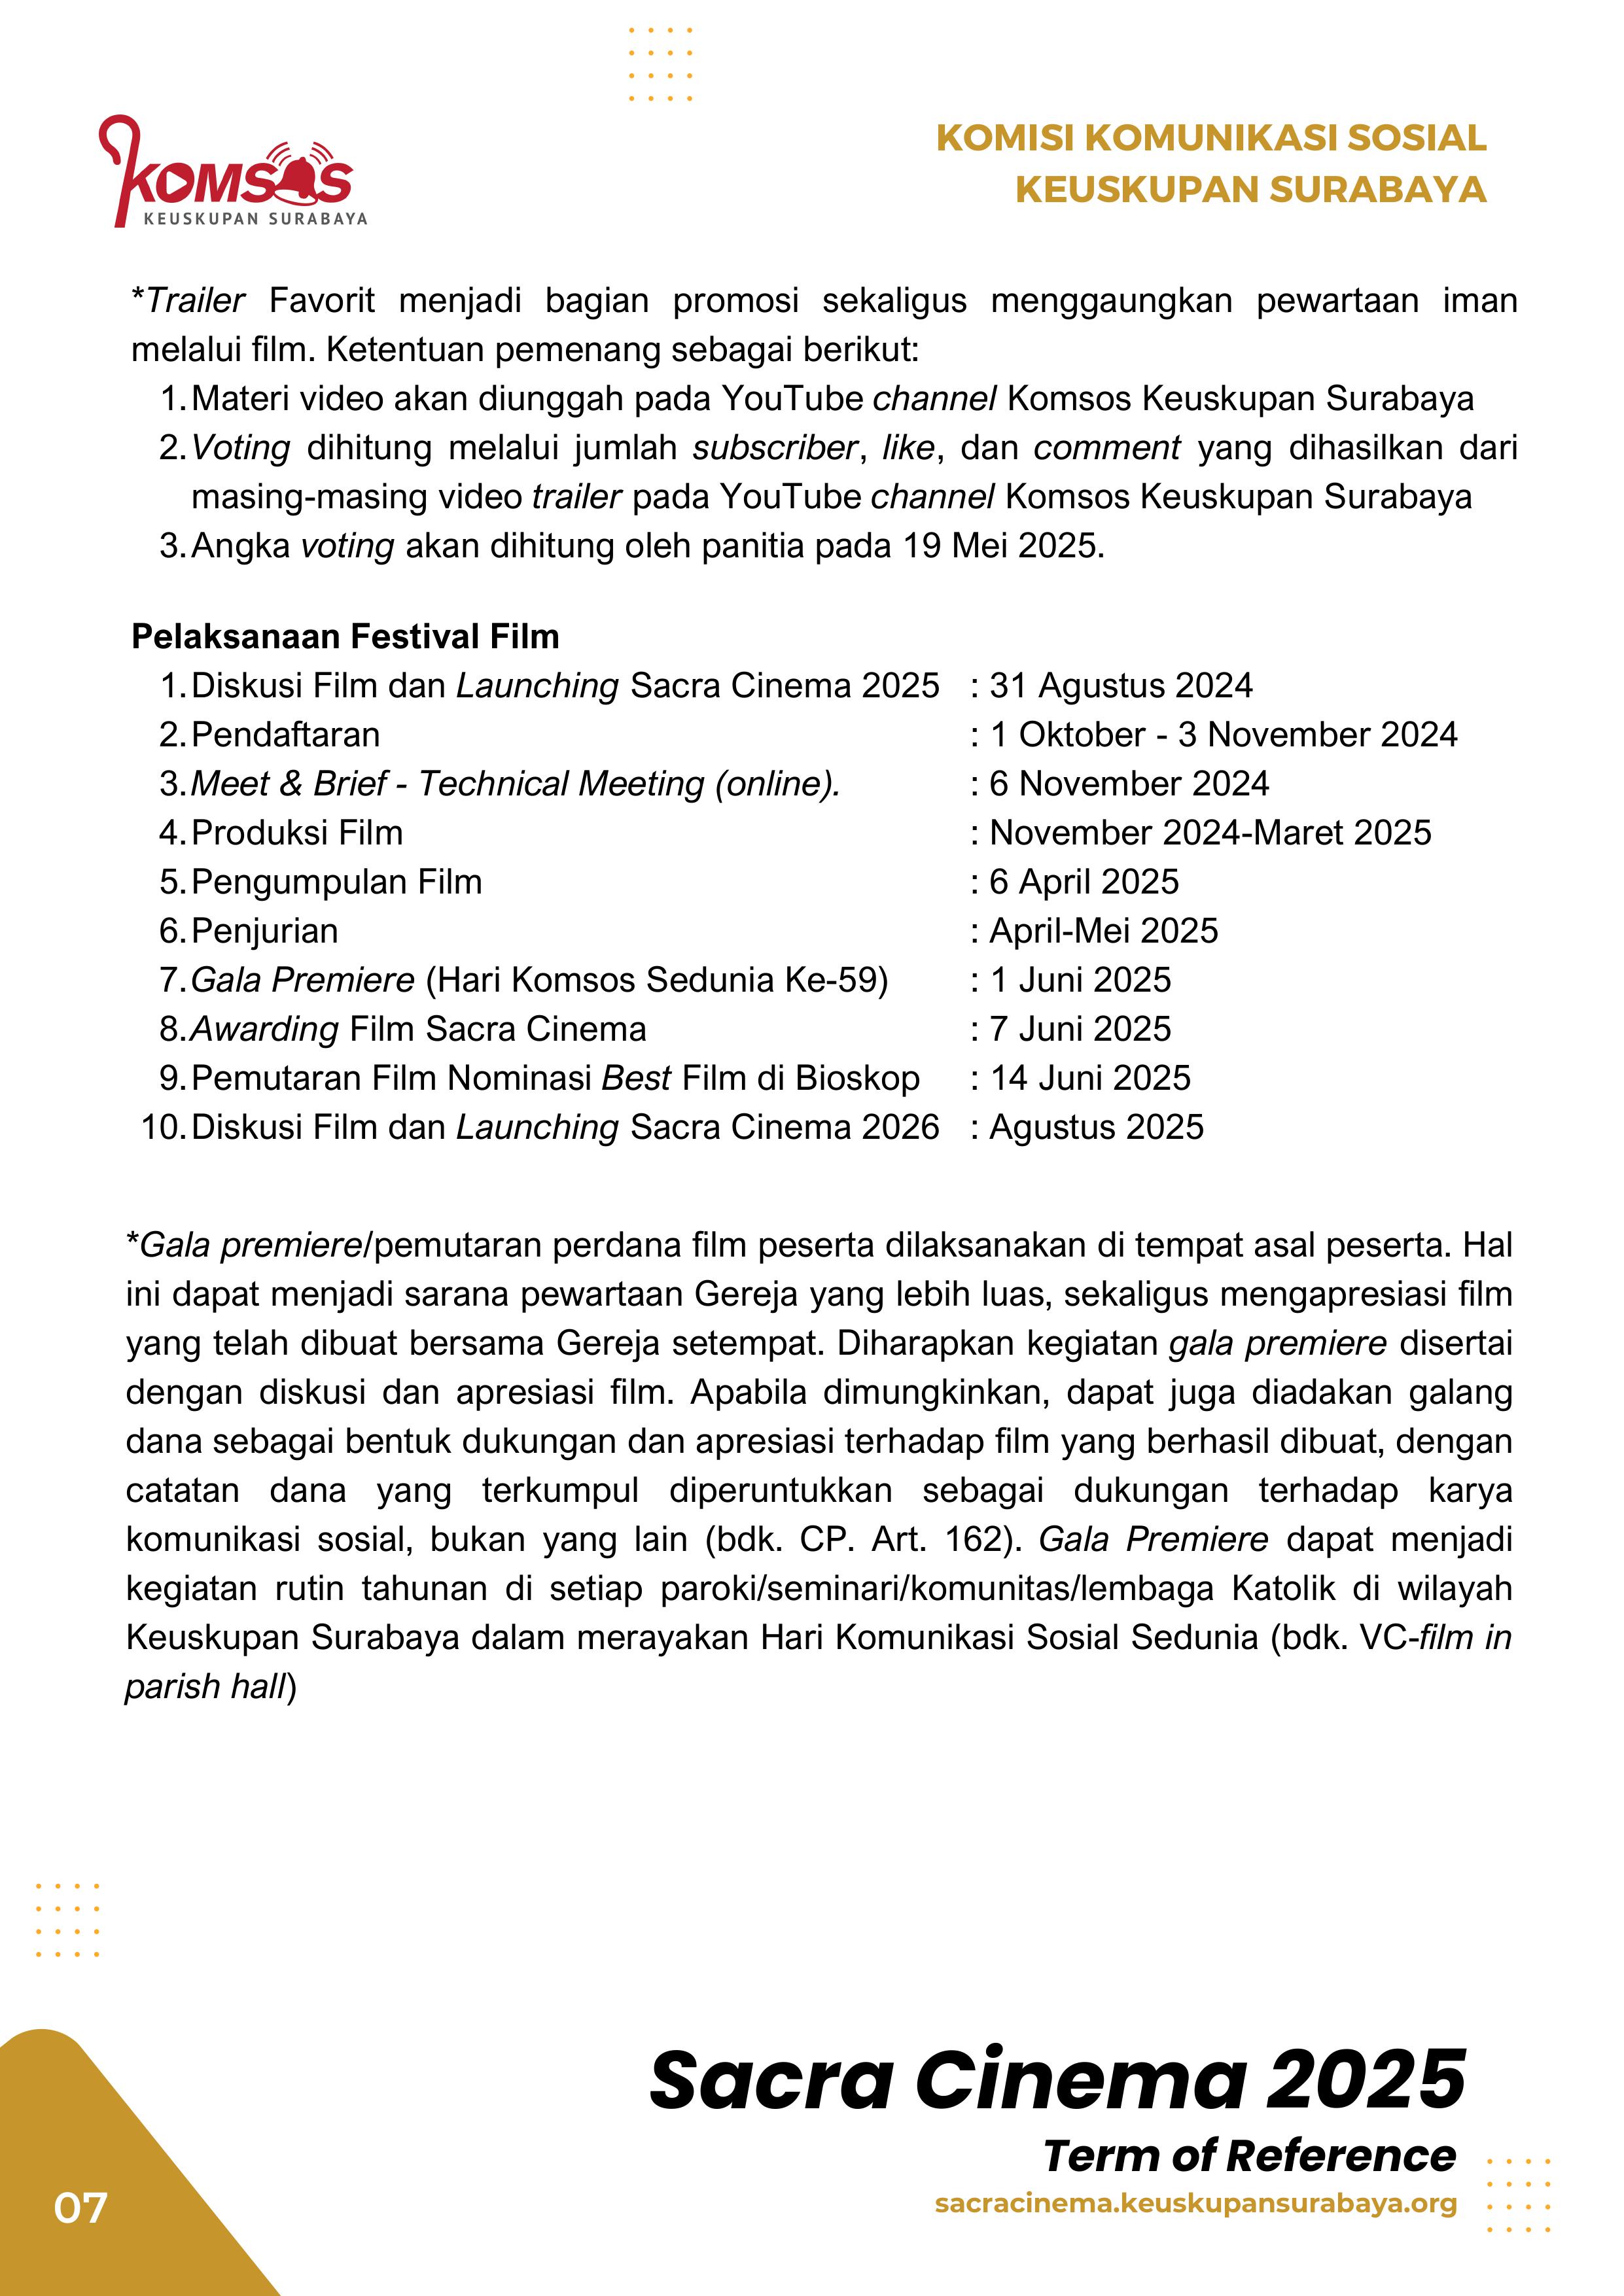 KOMSOS
KEUSKUPAN SURABAYA
KOMISI KOMUNIKASI SOSIAL
KEUSKUPAN SURABAYA
*Trailer Favorit menjadi bagian promosi sekaligus menggaungkan pewartaan iman
melalui film. Ketentuan pemenang sebagai berikut:
1. Materi video akan diunggah pada YouTube channel Komsos Keuskupan Surabaya
2. Voting dihitung melalui jumlah subscriber, like, dan comment yang dihasilkan dari
masing-masing video trailer pada YouTube channel Komsos Keuskupan Surabaya
3. Angka voting akan dihitung oleh panitia pada 19 Mei 2025.
Pelaksanaan Festival Film
1. Diskusi Film dan Launching Sacra Cinema 2025 : 31 Agustus 2024
2. Pendaftaran : 1 Oktober - 3 November 2024
3. Meet & Brief - Technical Meeting (online). : 6 November 2024
4. Produksi Film : November 2024-Maret 2025
5. Pengumpulan Film : 6 April 2025
6. Penjurian : April-Mei 2025
7. Gala Premiere (Hari Komsos Sedunia Ke-59) : 1 Juni 2025
8. Awarding Film Sacra Cinema : 7 Juni 2025
9. Pemutaran Film Nominasi Best Film di Bioskop : 14 Juni 2025
10. Diskusi Film dan Launching Sacra Cinema 2026 : Agustus 2025
*Gala premiere/pemutaran perdana film peserta dilaksanakan di tempat asal peserta. Hal
ini dapat menjadi sarana pewartaan Gereja yang lebih luas, sekaligus mengapresiasi film
yang telah dibuat bersama Gereja setempat. Diharapkan kegiatan gala premiere disertai
dengan diskusi dan apresiasi film. Apabila dimungkinkan, dapat juga diadakan galang
dana sebagai bentuk dukungan dan apresiasi terhadap film yang berhasil dibuat, dengan
catatan dana yang terkumpul diperuntukkan sebagai dukungan terhadap karya
komunikasi sosial, bukan yang lain (bdk. CP. Art. 162). Gala Premiere dapat menjadi
kegiatan rutin tahunan di setiap paroki/seminari/komunitas/lembaga Katolik di wilayah
Keuskupan Surabaya dalam merayakan Hari Komunikasi Sosial Sedunia (bdk. VC-film in
parish hall)
Sacra Cinema 2025
Term of Reference
sacracinema.keuskupansurabaya.org
07